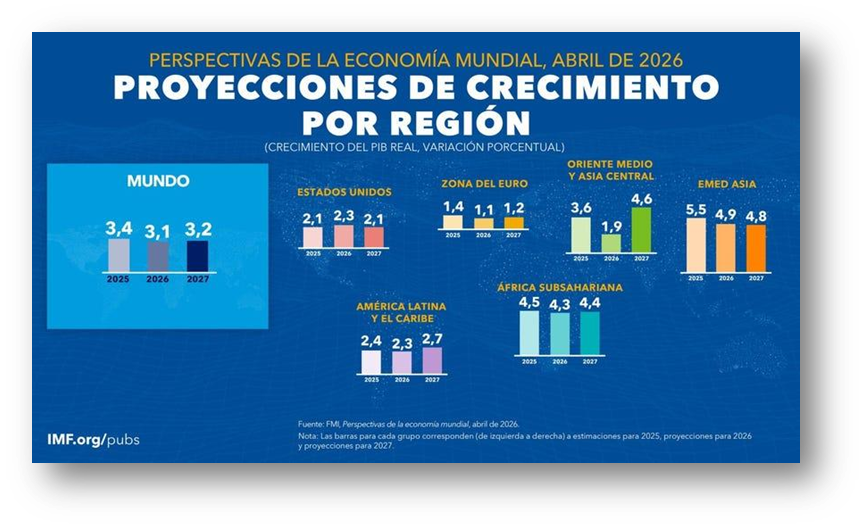 PERSPECTIVAS DE LA ECONOMÍA MUNDIAL, ABRIL DE 2026
PROYECCIONES DE CRECIMIENTO
POR REGIÓN
(CRECIMIENTO DEL PIB REAL, VARIACIÓN PORCENTUAL)
MUNDO
3,4 3,1 3,2
2025 2026 2027
ESTADOS UNIDOS
2,1 2,3 2,1
2025 2026 2027
ZONA DEL EURO
1,4 1,1 1,2
2025 2026 2027
ORIENTE MEDIO
Y ASIA CENTRAL
3,6 1,9 4,6
2025 2026 2027
EMED ASIA
5,5 4,9 4,8
2025 2026 2027
AMÉRICA LATINA
Y EL CARIBE
2,4 2,3 2,7
2025 2026 2027
ÁFRICA SUBSAHARIANA
4,5 4,3 4,4
2025 2026 2027
IMF.org/pubs
Fuente: FMI, Perspectivas de la economía mundial, abril de 2026.
Nota: Las barras para cada grupo corresponden (de izquierda a derecha) a estimaciones para 2025, proyecciones para 2026
y proyecciones para 2027.